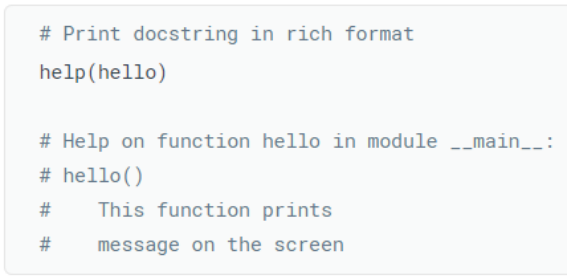 # Print docstring in rich format
help(hello)
# Help on function hello in module __main__:
# hello()
#    This function prints
#    message on the screen